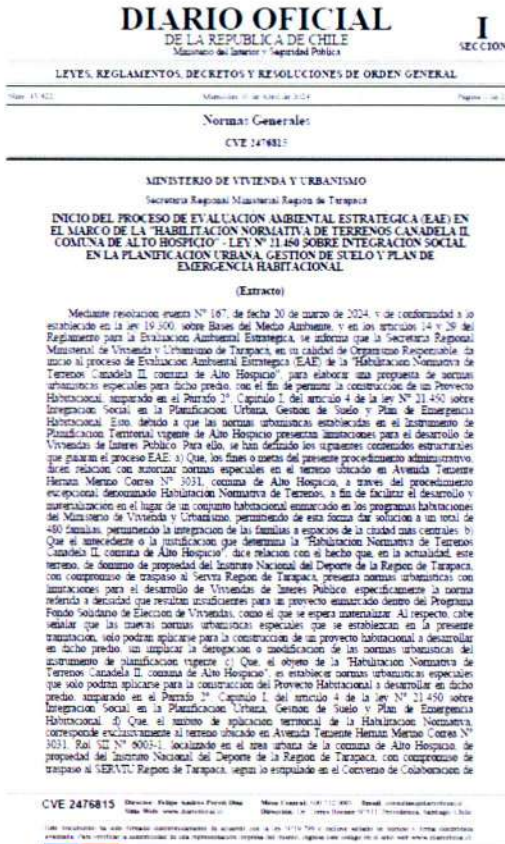 DIARIO OFICIAL
DE LA REPUBLICA DE CHILE
Ministerio del Interior y Seguridad Pública
I
SECCIÓN
LEYES, REGLAMENTOS, DECRETOS Y RESOLUCIONES DE ORDEN GENERAL
Normas Generales
CVE 2476815
MINISTERIO DE VIVIENDA Y URBANISMO
Secretaría Regional Ministerial Región de Tarapacá
INICIO DEL PROCESO DE EVALUACIÓN AMBIENTAL ESTRATÉGICA (EAE) EN
EL MARCO DE LA "HABILITACIÓN NORMATIVA DE TERRENOS CANADELA II,
COMUNA DE ALTO HOSPICIO" - LEY Nº 21.450 SOBRE INTEGRACIÓN SOCIAL
EN LA PLANIFICACIÓN URBANA, GESTIÓN DE SUELO Y PLAN DE
EMERGENCIA HABITACIONAL
(Extracto)
Mediante resolución exenta Nº 167, de fecha 20 de marzo de 2024, y de conformidad a lo
establecido en la ley 19.300, sobre Bases del Medio Ambiente, y en los artículos 14 y 29 del
Reglamento para la Evaluación Ambiental Estratégica, se informa que la Secretaría Regional
Ministerial de Vivienda y Urbanismo de Tarapacá, en su calidad de Organismo Responsable, da
inicio al proceso de Evaluación Ambiental Estratégica (EAE) de la "Habilitación Normativa de
Terrenos Canadela II, comuna de Alto Hospicio", para elaborar una propuesta de normas
urbanísticas especiales para dicho predio, con el fin de permitir la construcción de un Proyecto
Habitacional, amparado en el Párrafo 2º, Capítulo I, del artículo 4 de la ley Nº 21.450 sobre
Integración Social en la Planificación Urbana, Gestión de Suelo y Plan de Emergencia
Habitacional. Esto, debido a que las normas urbanísticas establecidas en el Instrumento de
Planificación Territorial vigente de Alto Hospicio presentan limitaciones para el desarrollo de
Viviendas de Interés Público. Para ello, se han definido los siguientes contenidos estructurales
que guiarán el proceso EAE: a) Que, los fines o metas del presente procedimiento administrativo,
dicen relación con autorizar normas especiales en el terreno ubicado en Avenida Teniente
Hernán Merino Correa Nº 3031, comuna de Alto Hospicio, a través del procedimiento
excepcional denominado Habilitación Normativa de Terrenos, a fin de facilitar el desarrollo y
materialización en el lugar de un conjunto habitacional enmarcado en los programas habitacionales
del Ministerio de Vivienda y Urbanismo, permitiendo de esta forma dar solución a un total de
480 familias, permitiendo la integración de las familias a espacios de la ciudad más centrales. b)
Que el antecedente o la justificación que determina la "Habilitación Normativa de Terrenos
Canadela II, comuna de Alto Hospicio", dice relación con el hecho que, en la actualidad, este
terreno, de dominio de propiedad del Instituto Nacional del Deporte de la Región de Tarapacá,
con compromiso de traspaso al Serviu Región de Tarapacá, presenta normas urbanísticas con
limitaciones para el desarrollo de Viviendas de Interés Público, específicamente la norma
referida a densidad que resultan insuficientes para un proyecto enmarcado dentro del Programa
Fondo Solidario de Elección de Viviendas, como el que se espera materializar. Al respecto, cabe
señalar que las nuevas normas urbanísticas especiales que se establezcan en la presente
tramitación, solo podrán aplicarse para la construcción de un proyecto habitacional a desarrollar
en dicho predio, sin implicar la derogación o modificación de las normas urbanísticas del
instrumento de planificación vigente. c) Que, el objeto de la "Habilitación Normativa de
Terrenos Canadela II, comuna de Alto Hospicio", es establecer normas urbanísticas especiales
que solo podrán aplicarse para la construcción del Proyecto Habitacional a desarrollar en dicho
predio, amparado en el Párrafo 2º, Capítulo I, del artículo 4 de la ley Nº 21.450 sobre
Integración Social en la Planificación Urbana, Gestión de Suelo y Plan de Emergencia
Habitacional. d) Que, el ámbito de aplicación territorial de la Habilitación Normativa,
corresponde exclusivamente al terreno ubicado en Avenida Teniente Hernán Merino Correa Nº
3031, Rol SII Nº 6003-1, localizado en el área urbana de la comuna de Alto Hospicio, de
propiedad del Instituto Nacional del Deporte de la Región de Tarapacá, con compromiso de
traspaso al SERVIU Región de Tarapacá, según lo estipulado en el Convenio de Colaboración de
CVE 2476815